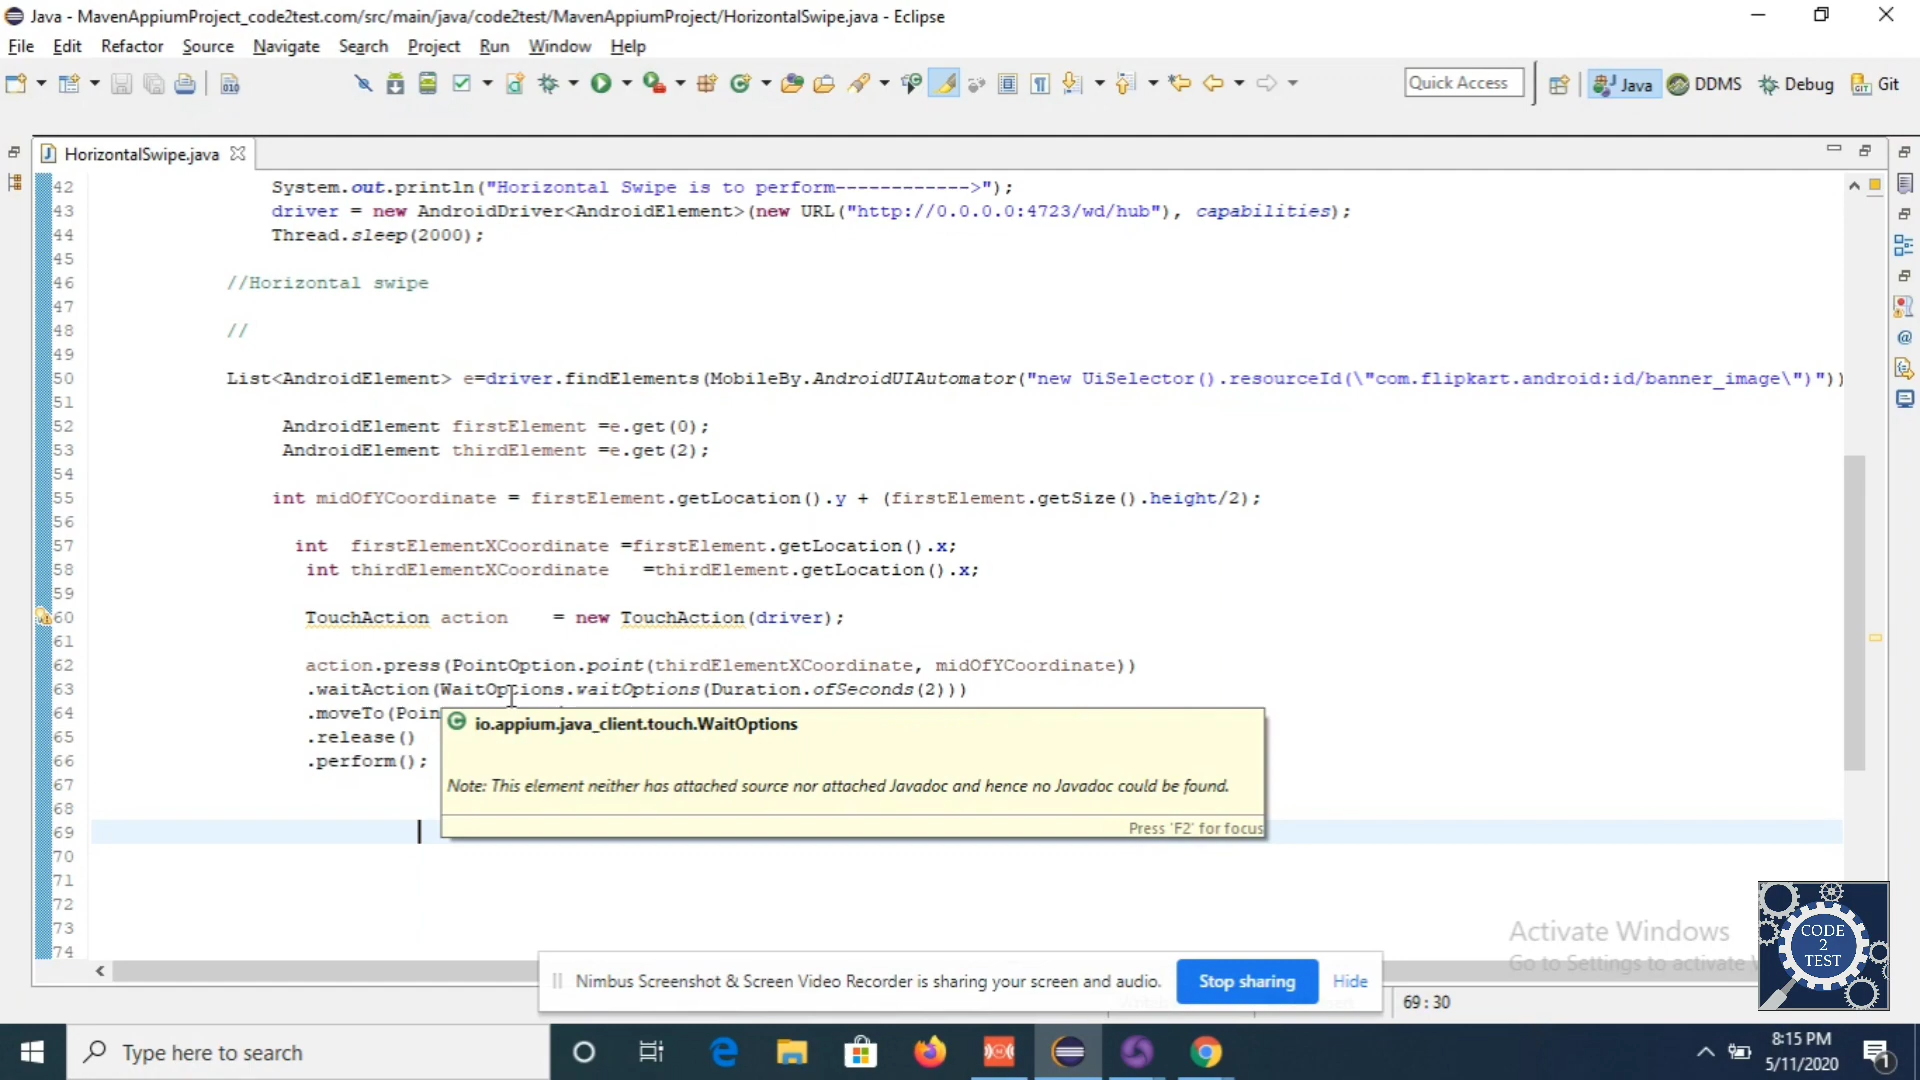 Java - MavenAppiumProject_code2test.com/src/main/java/code2test/MavenAppiumProject/HorizontalSwipe.java - Eclipse
File Edit Refactor Source Navigate Search Project Run Window Help
Quick Access Java DDMS Debug Git
HorizontalSwipe.java
42 System.out.println("Horizontal Swipe is to perform------------>");
43 driver = new AndroidDriver<AndroidElement>(new URL("http://0.0.0.0:4723/wd/hub"), capabilities);
44 Thread.sleep(2000);
45
46 //Horizontal swipe
47
48 //
49
50 List<AndroidElement> e=driver.findElements(MobileBy.AndroidUIAutomator("new UiSelector().resourceId(\"com.flipkart.android:id/banner_image\")"))
51
52 AndroidElement firstElement =e.get(0);
53 AndroidElement thirdElement =e.get(2);
54
55 int midOfYCoordinate = firstElement.getLocation().y + (firstElement.getSize().height/2);
56
57 int firstElementXCoordinate =firstElement.getLocation().x;
58 int thirdElementXCoordinate =thirdElement.getLocation().x;
59
60 TouchAction action = new TouchAction(driver);
61
62 action.press(PointOption.point(thirdElementXCoordinate, midOfYCoordinate))
63 .waitAction(WaitOptions.waitOptions(Duration.ofSeconds(2)))
64 .moveTo(Poin
io.appium.java_client.touch.WaitOptions
65 .release()
66 .perform();
Note: This element neither has attached source nor attached Javadoc and hence no Javadoc could be found.
67
68
Press 'F2' for focus
69
70
71
72
73
74
Activate Windows
Go to Settings to activate
CODE
2
TEST
Nimbus Screenshot & Screen Video Recorder is sharing your screen and audio. Stop sharing Hide
69 : 30
Type here to search
8:15 PM
5/11/2020
1